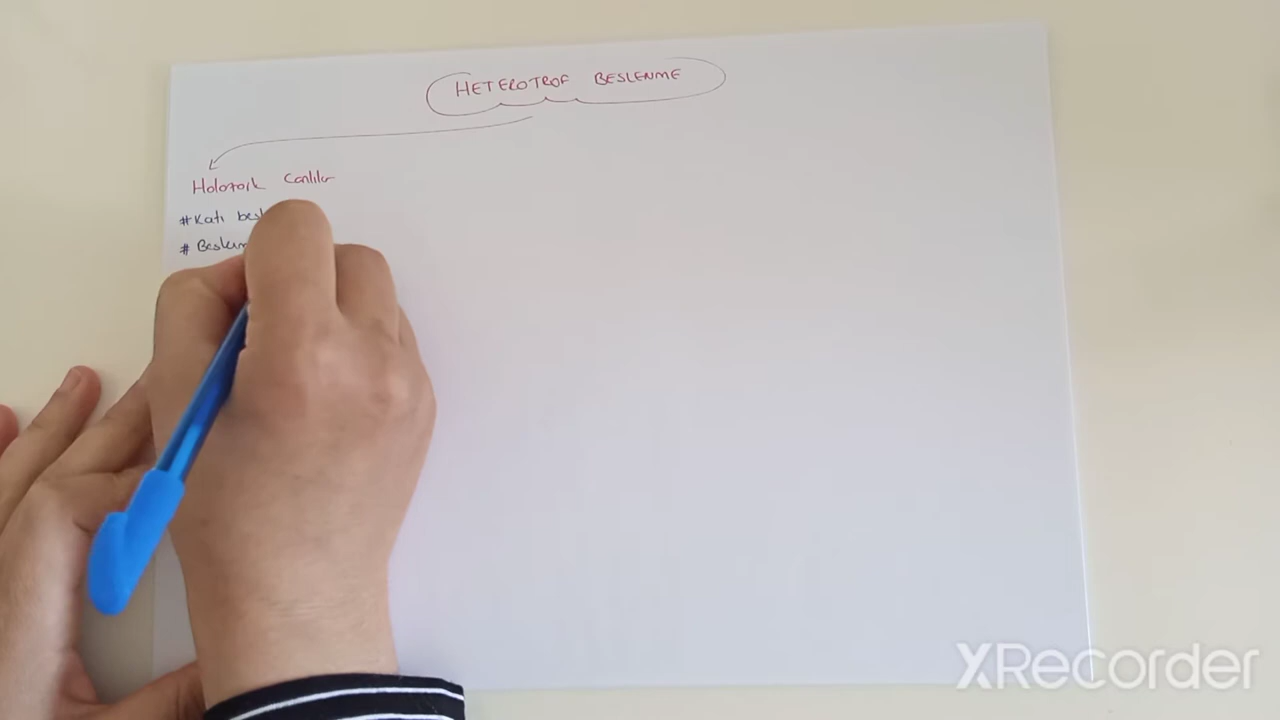 HETEROTROF BESLENME
Holozoik Canlılar
#Katı
#
XRecorder